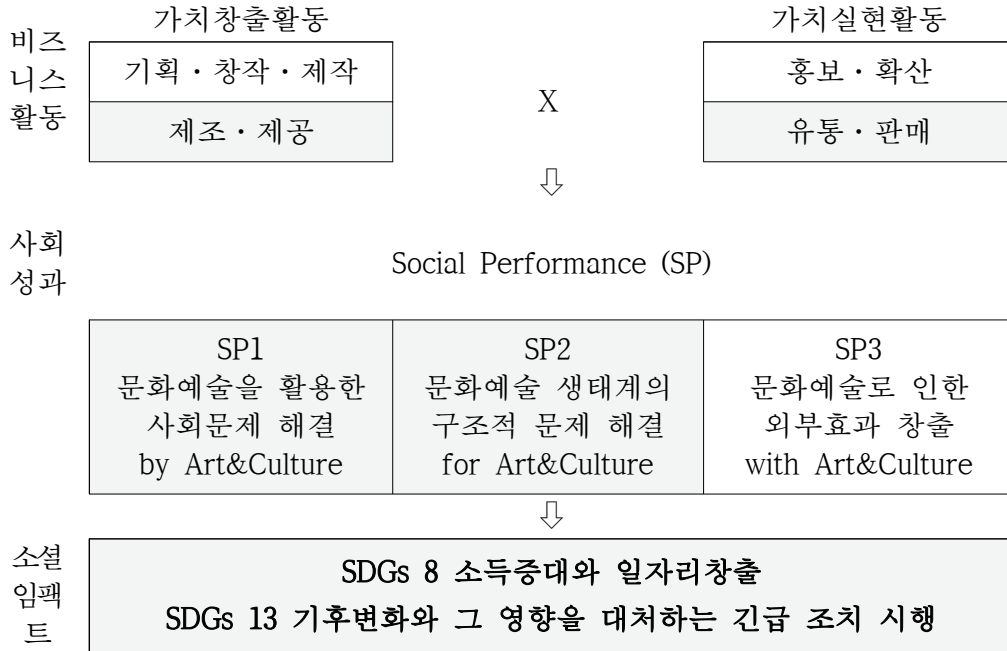 비즈
니스
활동
가치창출활동
가치실현활동
기획・창작・제작
제조・제공
X
홍보・확산
유통・판매
⇩
사회
성과
Social Performance (SP)
SP1
문화예술을 활용한
사회문제 해결
by Art&Culture
SP2
문화예술 생태계의
구조적 문제 해결
for Art&Culture
SP3
문화예술로 인한
외부효과 창출
with Art&Culture
⇩
소셜
임팩
트
SDGs 8 소득증대와 일자리창출
SDGs 13 기후변화와 그 영향을 대처하는 긴급 조치 시행